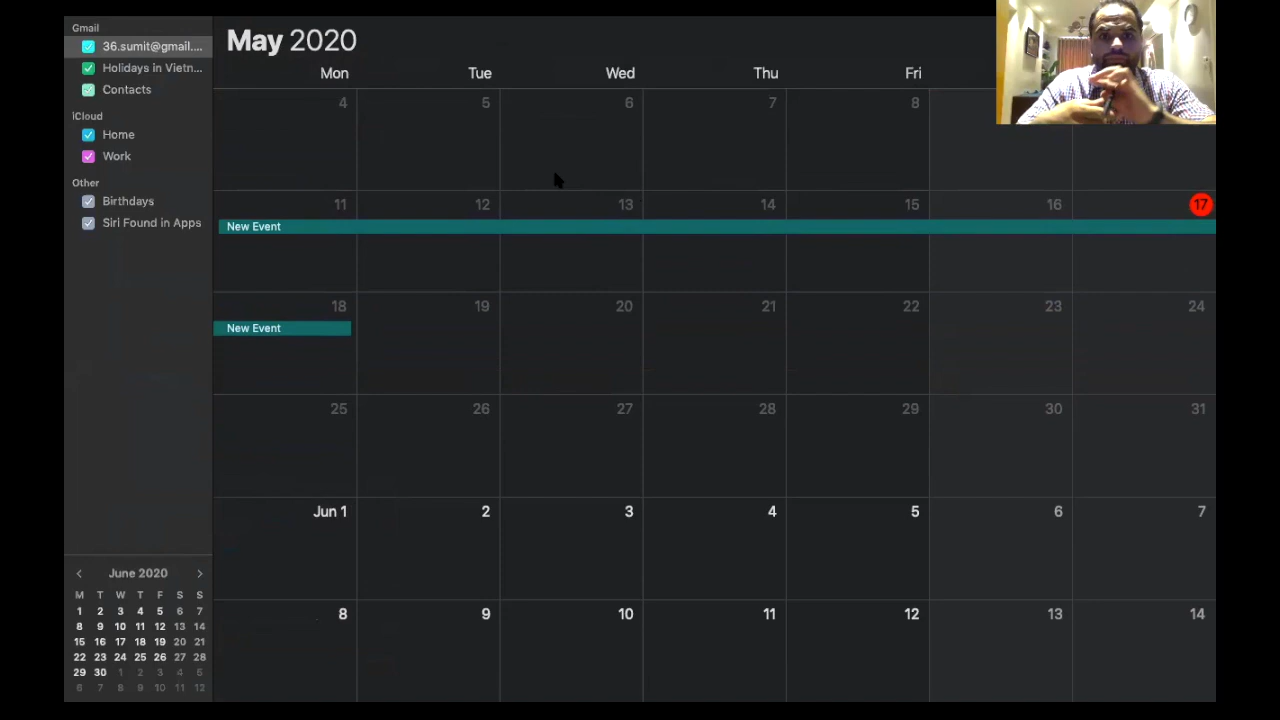 Gmail
36.sumit@gmail....
Holidays in Vietn...
Contacts
iCloud
Home
Work
Other
Birthdays
Siri Found in Apps
May 2020
Mon Tue Wed Thu Fri
4 5 6 7 8
11 12 13 14 15 16 17
New Event
18 19 20 21 22 23 24
New Event
25 26 27 28 29 30 31
Jun 1 2 3 4 5 6 7
8 9 10 11 12 13 14
< June 2020 >
M T W T F S S
1 2 3 4 5 6 7
8 9 10 11 12 13 14
15 16 17 18 19 20 21
22 23 24 25 26 27 28
29 30 1 2 3 4 5
6 7 8 9 10 11 12